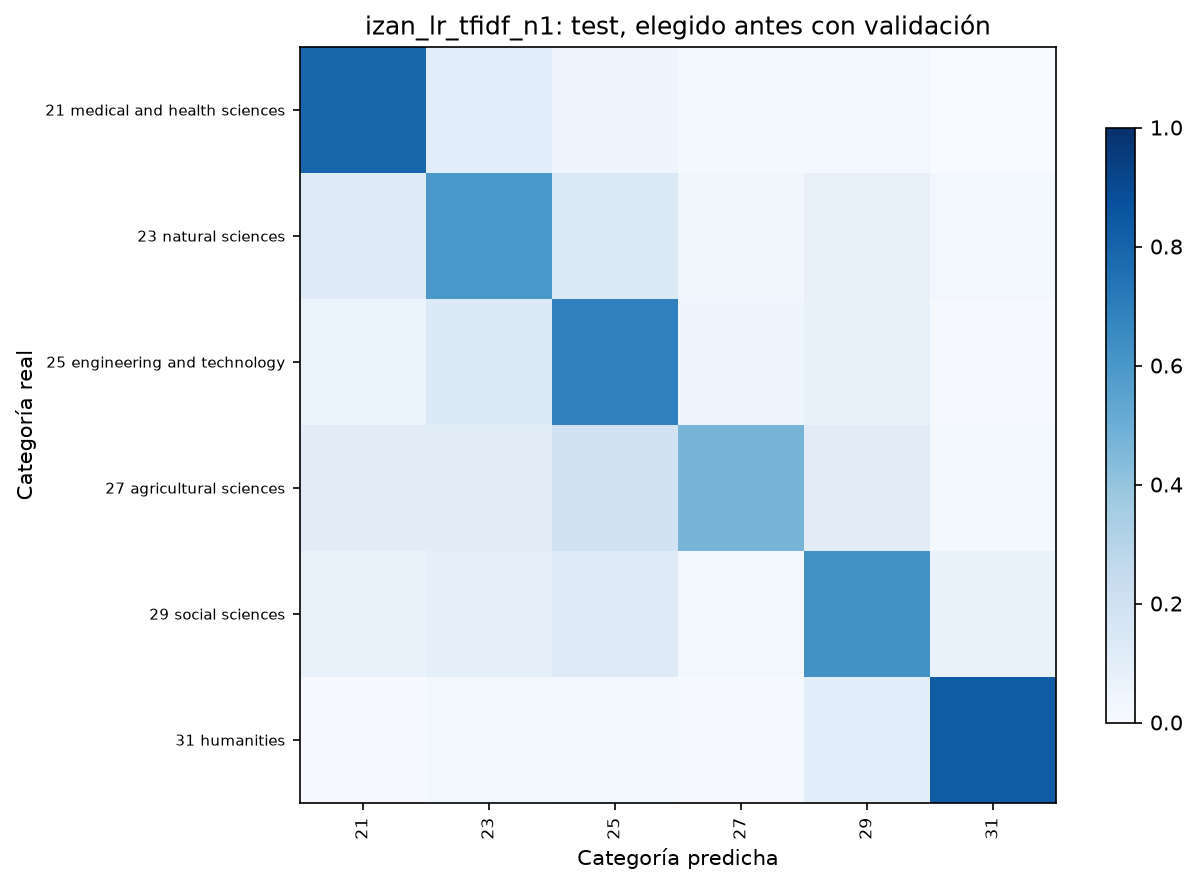 izan_lr_tfidf_n1: test, elegido antes con validación
Categoría real
21 medical and health sciences
23 natural sciences
25 engineering and technology
27 agricultural sciences
29 social sciences
31 humanities
21 23 25 27 29 31
Categoría predicha
1.0
0.8
0.6
0.4
0.2
0.0